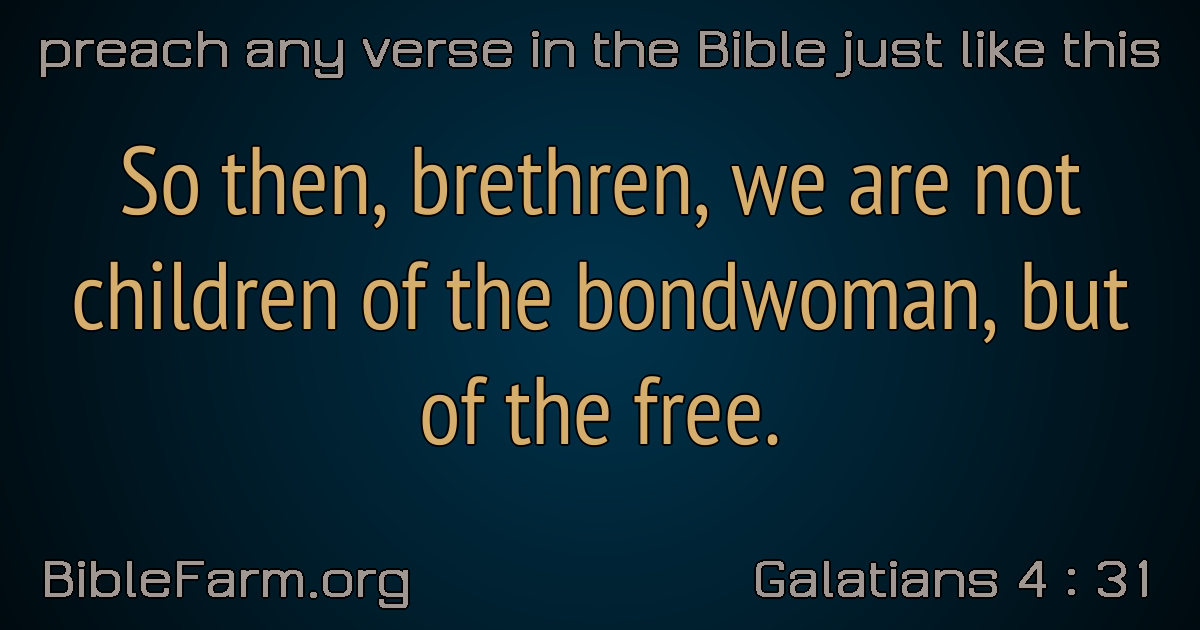 preach any verse in the Bible just like this
So then, brethren, we are not
children of the bondwoman, but
of the free.
BibleFarm.org
Galatians 4 : 31